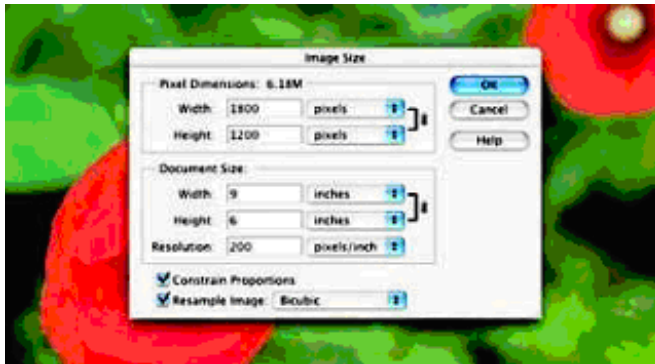 Image Size
Pixel Dimensions: 6.18M
OK
Width: 1800 pixels
Cancel
Height: 1200 pixels
Help
Document Size:
Width: 9 inches
Height: 6 inches
Resolution: 200 pixels/inch
Constrain Proportions
Resample Image: Bicubic